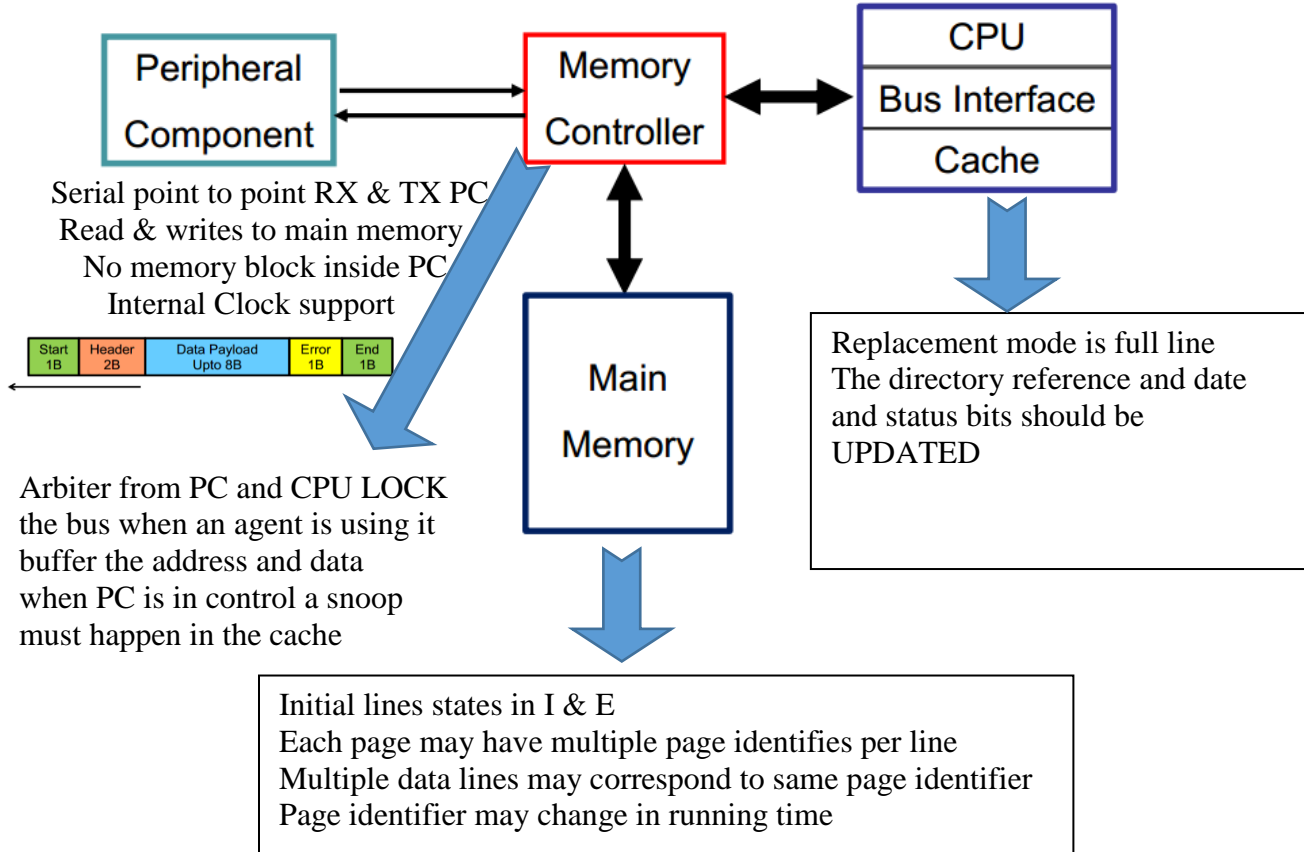 Peripheral
Component
Memory
Controller
CPU
Bus Interface
Cache
Serial point to point RX & TX PC
Read & writes to main memory
No memory block inside PC
Internal Clock support
Start
1B
Header
2B
Data Payload
Upto 8B
Error
1B
End
1B
Main
Memory
Replacement mode is full line
The directory reference and date
and status bits should be
UPDATED
Arbiter from PC and CPU LOCK
the bus when an agent is using it
buffer the address and data
when PC is in control a snoop
must happen in the cache
Initial lines states in I & E
Each page may have multiple page identifies per line
Multiple data lines may correspond to same page identifier
Page identifier may change in running time